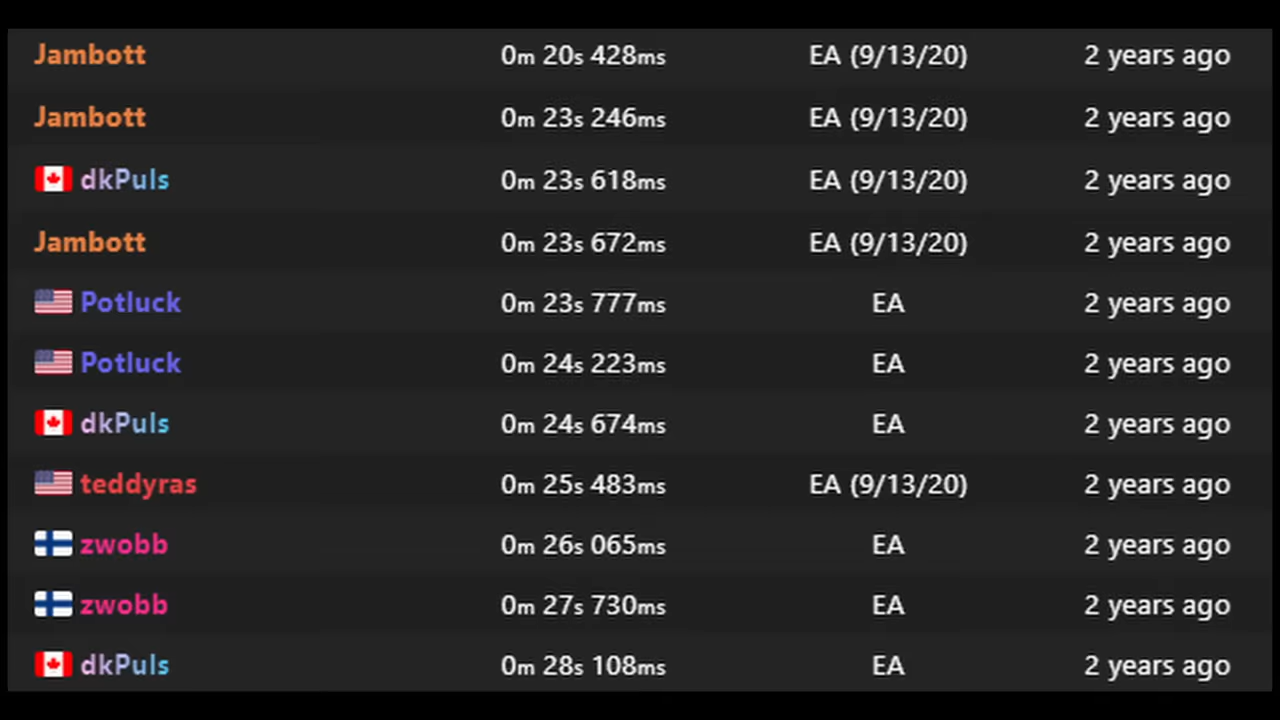 Jambott 0m 20s 428ms EA (9/13/20) 2 years ago
Jambott 0m 23s 246ms EA (9/13/20) 2 years ago
dkPuls 0m 23s 618ms EA (9/13/20) 2 years ago
Jambott 0m 23s 672ms EA (9/13/20) 2 years ago
Potluck 0m 23s 777ms EA 2 years ago
Potluck 0m 24s 223ms EA 2 years ago
dkPuls 0m 24s 674ms EA 2 years ago
teddyras 0m 25s 483ms EA (9/13/20) 2 years ago
zwobb 0m 26s 065ms EA 2 years ago
zwobb 0m 27s 730ms EA 2 years ago
dkPuls 0m 28s 108ms EA 2 years ago